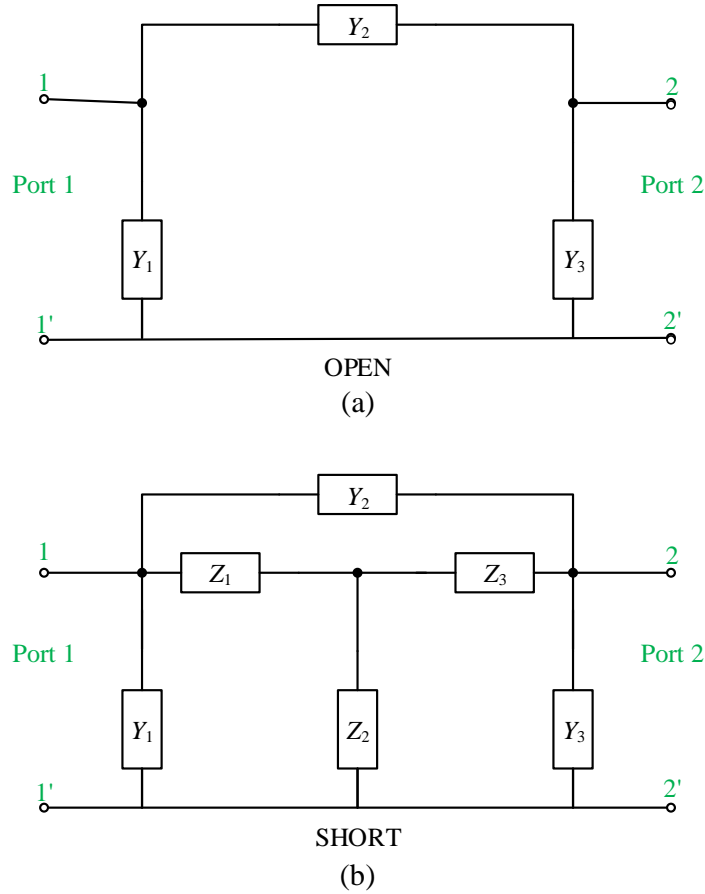 Y2
1
2
Port 1
Port 2
Y1
Y3
1'
2'
OPEN
(a)
Y2
1
2
Z1
Z3
Port 1
Port 2
Y1
Z2
Y3
1'
2'
SHORT
(b)